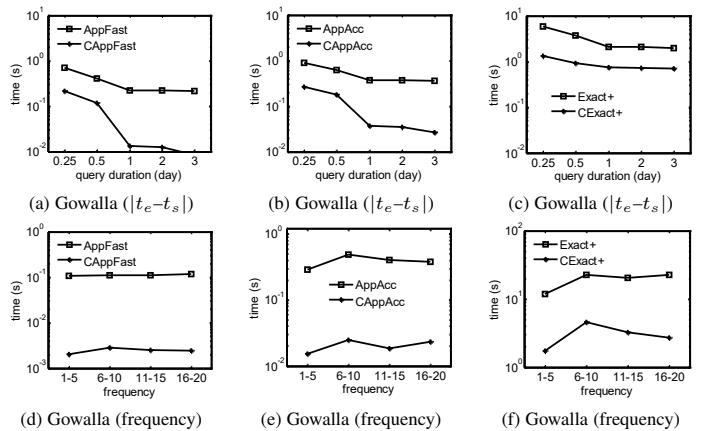 AppFast
CAppFast
time (s)
10^1
10^0
10^-1
10^-2
0.25 0.5 1 2 3
query duration (day)
(a) Gowalla (|t_e–t_s|)
AppAcc
CAppAcc
time (s)
10^1
10^0
10^-1
10^-2
0.25 0.5 1 2 3
query duration (day)
(b) Gowalla (|t_e–t_s|)
Exact+
CExact+
time (s)
10^1
10^0
10^-1
10^-2
0.25 0.5 1 2 3
query duration (day)
(c) Gowalla (|t_e–t_s|)
AppFast
CAppFast
time (s)
10^0
10^-1
10^-2
10^-3
1-5 6-10 11-15 16-20
frequency
(d) Gowalla (frequency)
AppAcc
CAppAcc
time (s)
10^0
10^-1
10^-2
1-5 6-10 11-15 16-20
frequency
(e) Gowalla (frequency)
Exact+
CExact+
time (s)
10^2
10^1
10^0
1-5 6-10 11-15 16-20
frequency
(f) Gowalla (frequency)